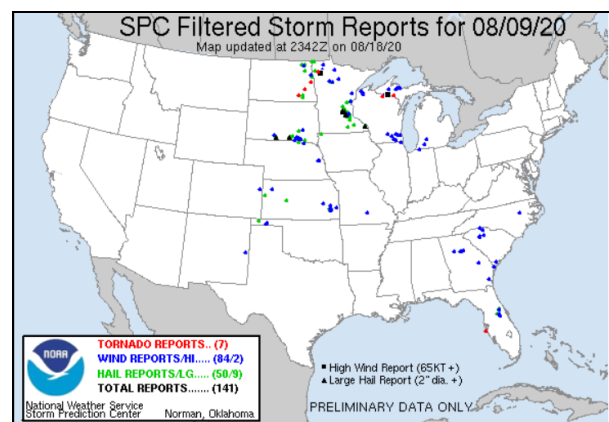 SPC Filtered Storm Reports for 08/09/20
Map updated at 2342Z on 08/18/20
TORNADO REPORTS.. (7)
WIND REPORTS/HI..... (84/2)
HAIL REPORTS/LG..... (50/9)
TOTAL REPORTS....... (141)
NOAA
National Weather Service
Storm Prediction Center Norman, Oklahoma
■ High Wind Report (65KT +)
▲ Large Hail Report (2" dia. +)
PRELIMINARY DATA ONLY